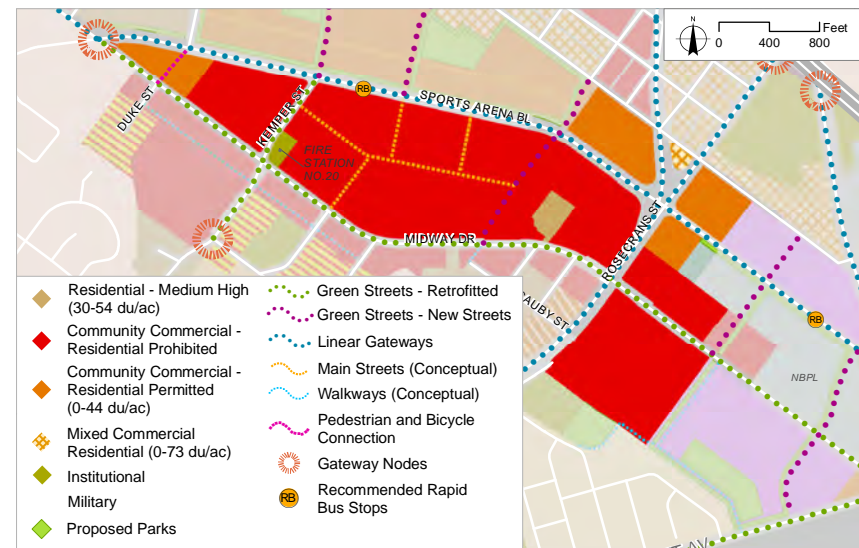 N
Feet
0 400 800
DUKE ST
KEMPER ST
RB
SPORTS ARENA BL
FIRE
STATION
NO.20
ROSECRANS ST
MIDWAY DR
CAUBY ST
RB
NBPL
Residential - Medium High
(30-54 du/ac)
Community Commercial -
Residential Prohibited
Community Commercial -
Residential Permitted
(0-44 du/ac)
Mixed Commercial
Residential (0-73 du/ac)
Institutional
Military
Proposed Parks
Green Streets - Retrofitted
Green Streets - New Streets
Linear Gateways
Main Streets (Conceptual)
Walkways (Conceptual)
Pedestrian and Bicycle
Connection
Gateway Nodes
RB
Recommended Rapid
Bus Stops
AV